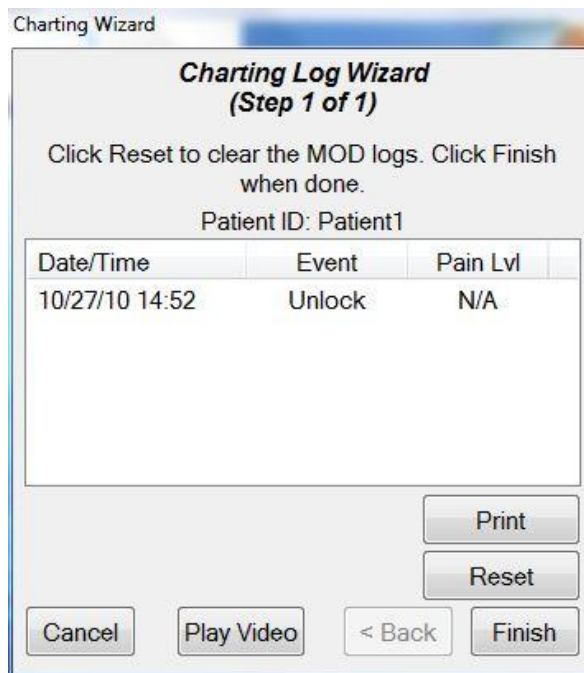 Charting Wizard
Charting Log Wizard
(Step 1 of 1)
Click Reset to clear the MOD logs. Click Finish
when done.
Patient ID: Patient1
Date/Time Event Pain Lvl
10/27/10 14:52 Unlock N/A
Print
Reset
Cancel Play Video < Back Finish